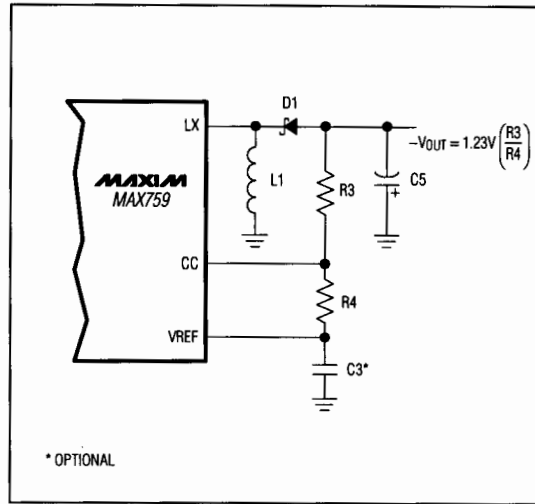 D1
LX
–VOUT = 1.23V (R3/R4)
MAXIM
MAX759
L1
R3
C5
+
CC
R4
VREF
C3*
* OPTIONAL